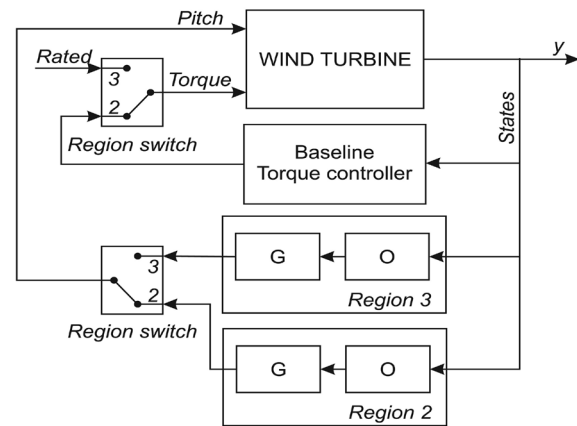 Pitch
WIND TURBINE
y
Rated
3
Torque
2
Region switch
States
Baseline
Torque controller
G
O
3
Region 3
2
Region switch
G
O
Region 2